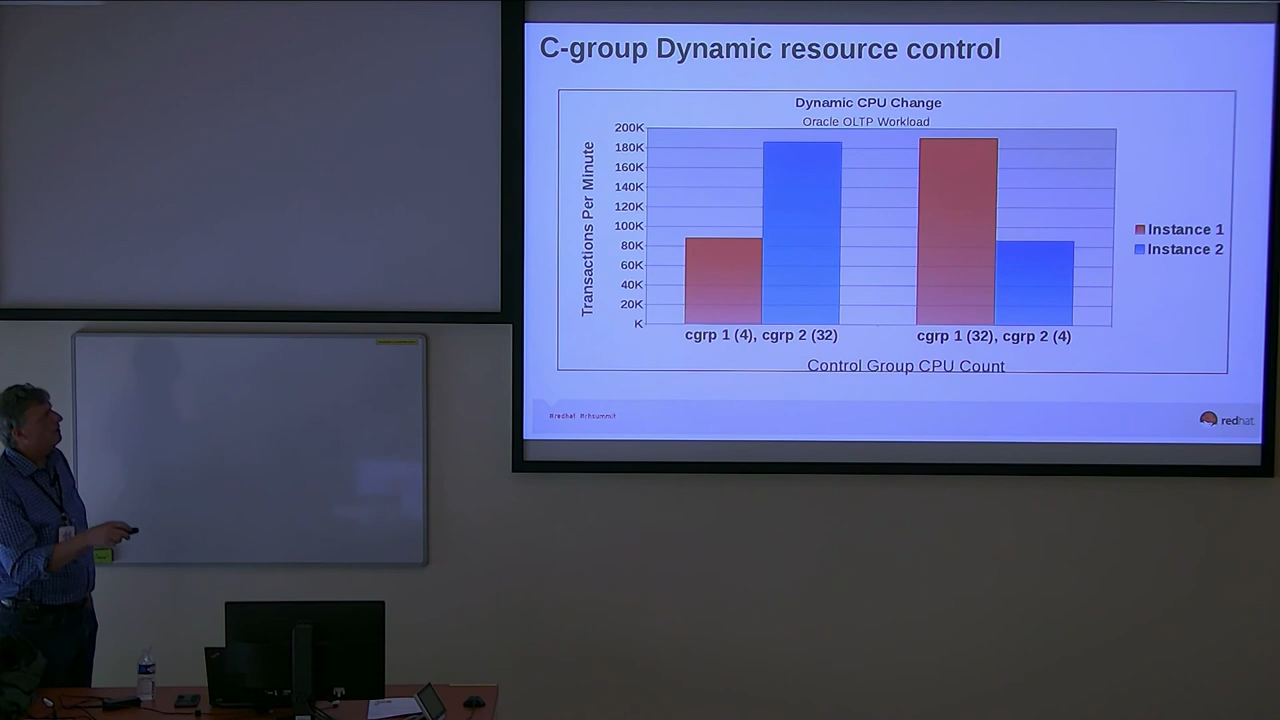 C-group Dynamic resource control
Dynamic CPU Change
Oracle OLTP Workload
Transactions Per Minute
200K
180K
160K
140K
120K
100K
80K
60K
40K
20K
K
Instance 1
Instance 2
cgrp 1 (4), cgrp 2 (32)
cgrp 1 (32), cgrp 2 (4)
Control Group CPU Count
#redhat #rhsummit
redhat